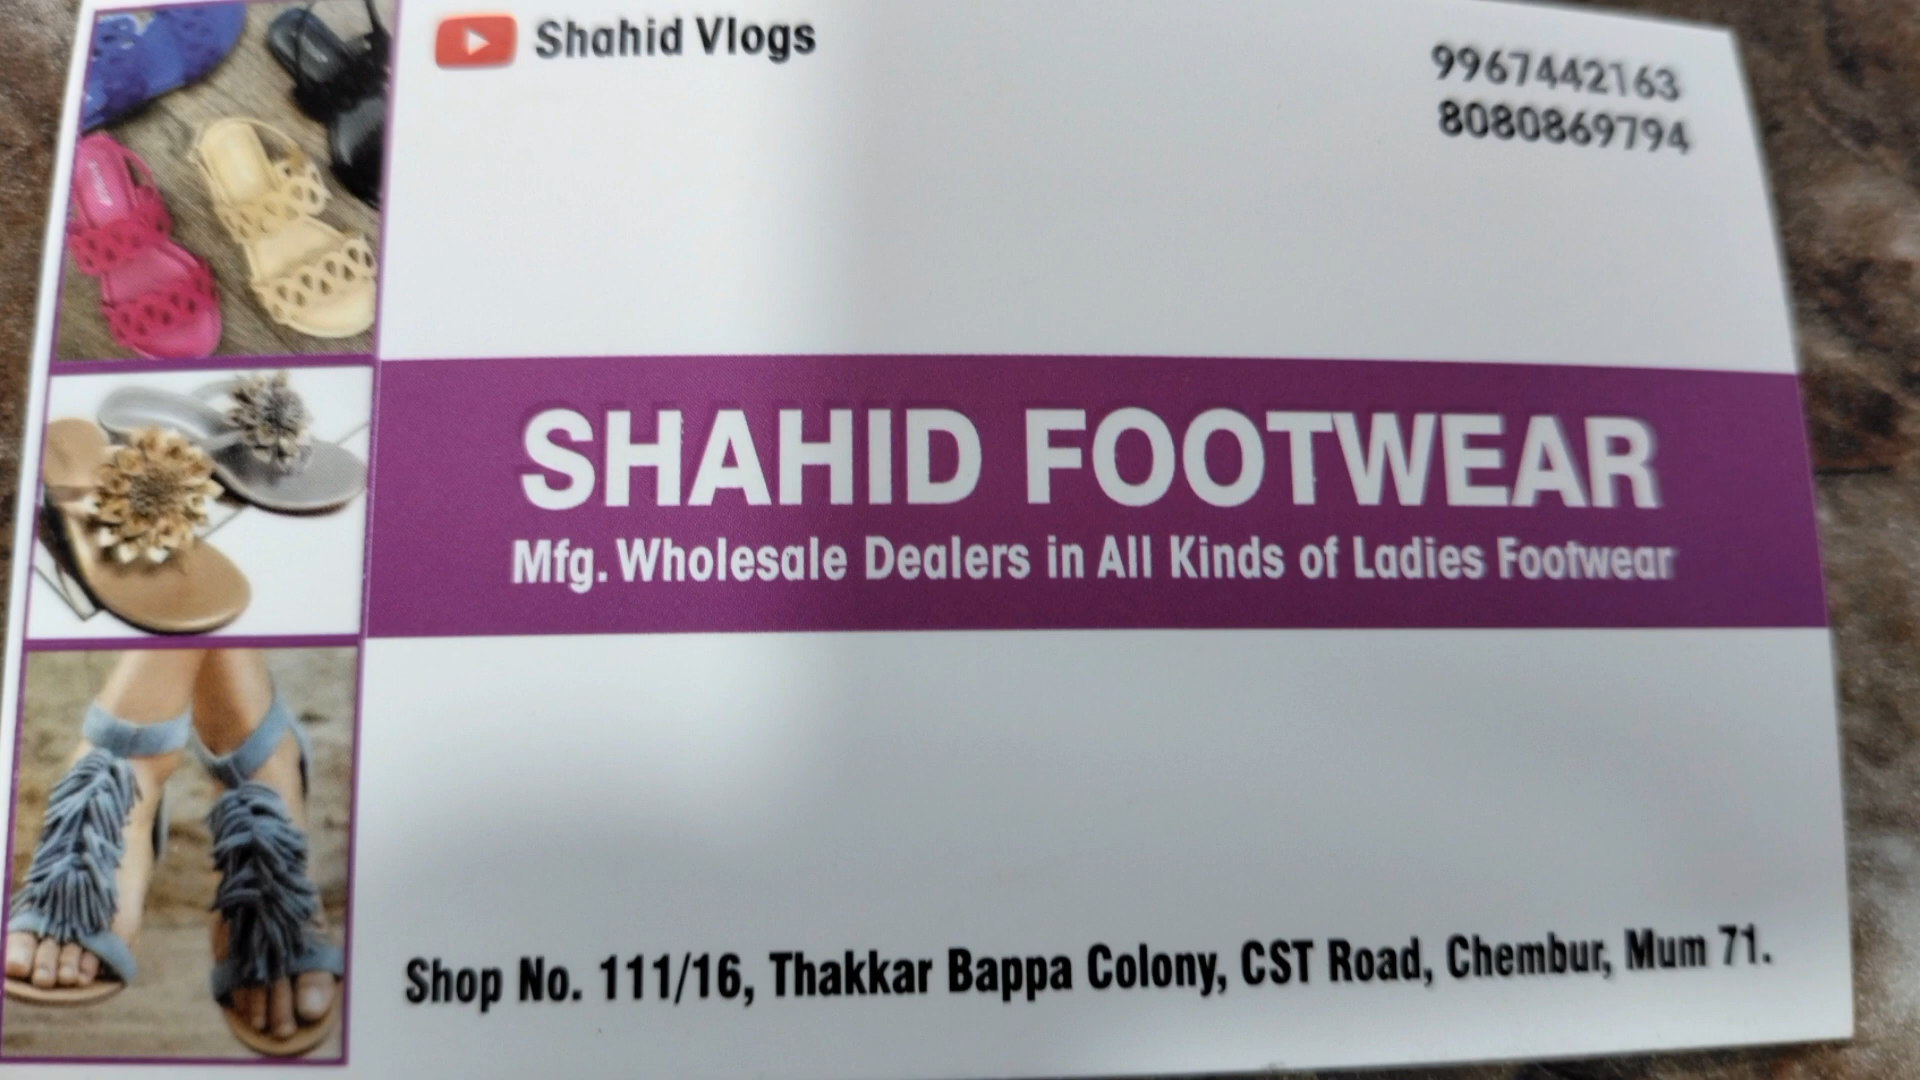 Shahid Vlogs
9967442163
8080869794
SHAHID FOOTWEAR
Mfg. Wholesale Dealers in All Kinds of Ladies Footwear
Shop No. 111/16, Thakkar Bappa Colony, CST Road, Chembur, Mum 71.